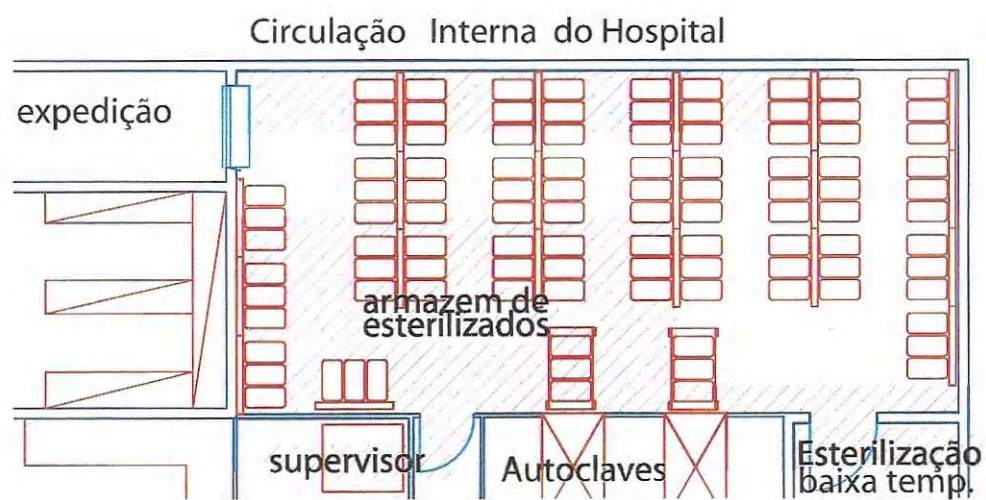 Circulação Interna do Hospital
expedição
armazem de
esterilizados
supervisor
Autoclaves
Esterilização
baixa temp.